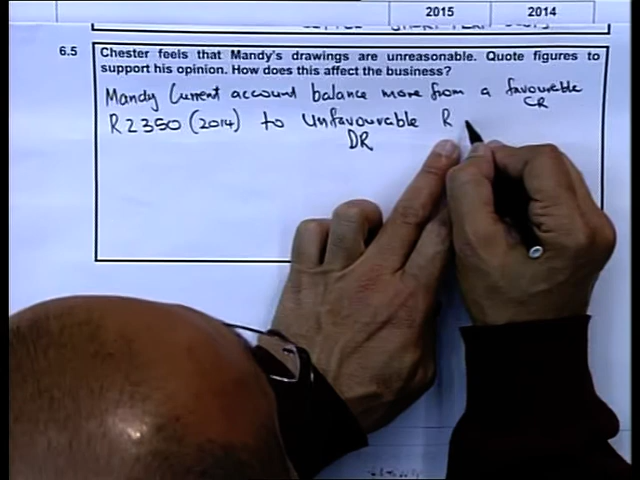 2015 2014
6.5 Chester feels that Mandy's drawings are unreasonable. Quote figures to
support his opinion. How does this affect the business?
Mandy Current account balance move from a favourable
CR
R2350 (2014) to Unfavourable R
DR